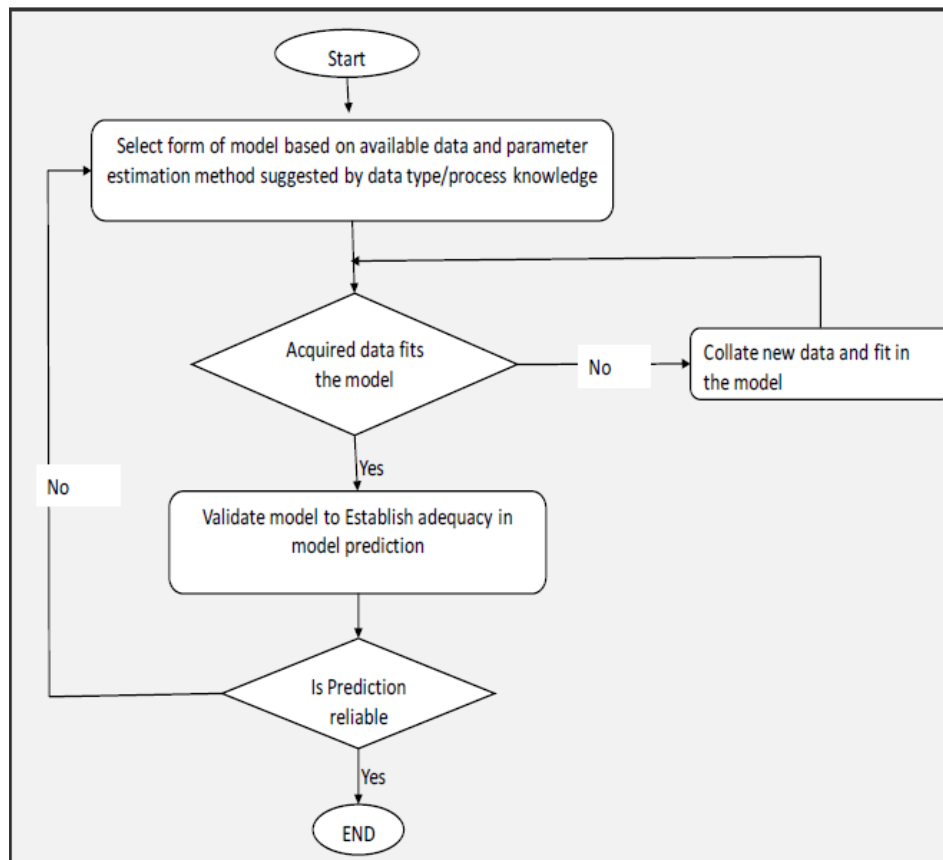 Start
Select form of model based on available data and parameter
estimation method suggested by data type/process knowledge
Acquired data fits
the model
No
Collate new data and fit in
the model
Yes
No
Validate model to Establish adequacy in
model prediction
Is Prediction
reliable
Yes
END